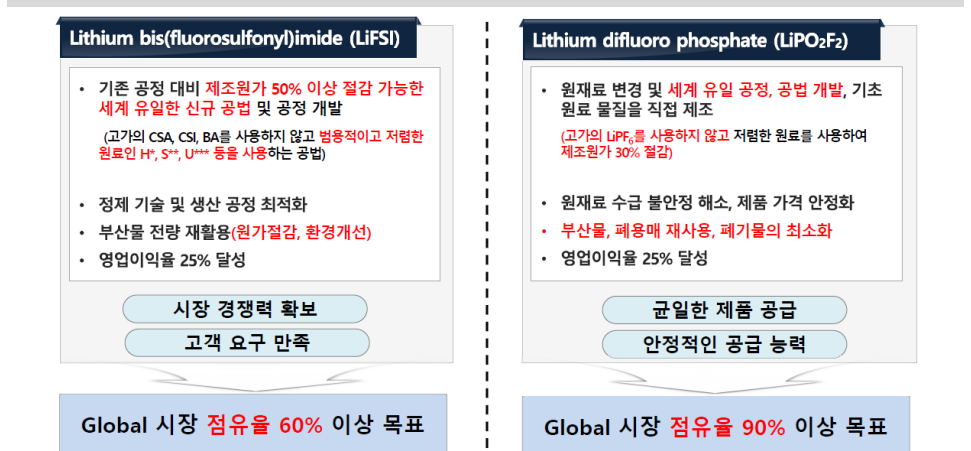 Lithium bis(fluorosulfonyl)imide (LiFSI)
• 기존 공정 대비 제조원가 50% 이상 절감 가능한
세계 유일한 신규 공법 및 공정 개발
(고가의 CSA, CSI, BA를 사용하지 않고 범용적이고 저렴한
원료인 H*, S**, U*** 등을 사용하는 공법)
• 정제 기술 및 생산 공정 최적화
• 부산물 전량 재활용(원가절감, 환경개선)
• 영업이익율 25% 달성
시장 경쟁력 확보
고객 요구 만족
Global 시장 점유율 60% 이상 목표
Lithium difluoro phosphate (LiPO₂F₂)
• 원재료 변경 및 세계 유일 공정, 공법 개발, 기초
원료 물질을 직접 제조
(고가의 LiPF₆를 사용하지 않고 저렴한 원료를 사용하여
제조원가 30% 절감)
• 원재료 수급 불안정 해소, 제품 가격 안정화
• 부산물, 폐용매 재사용, 폐기물의 최소화
• 영업이익율 25% 달성
균일한 제품 공급
안정적인 공급 능력
Global 시장 점유율 90% 이상 목표